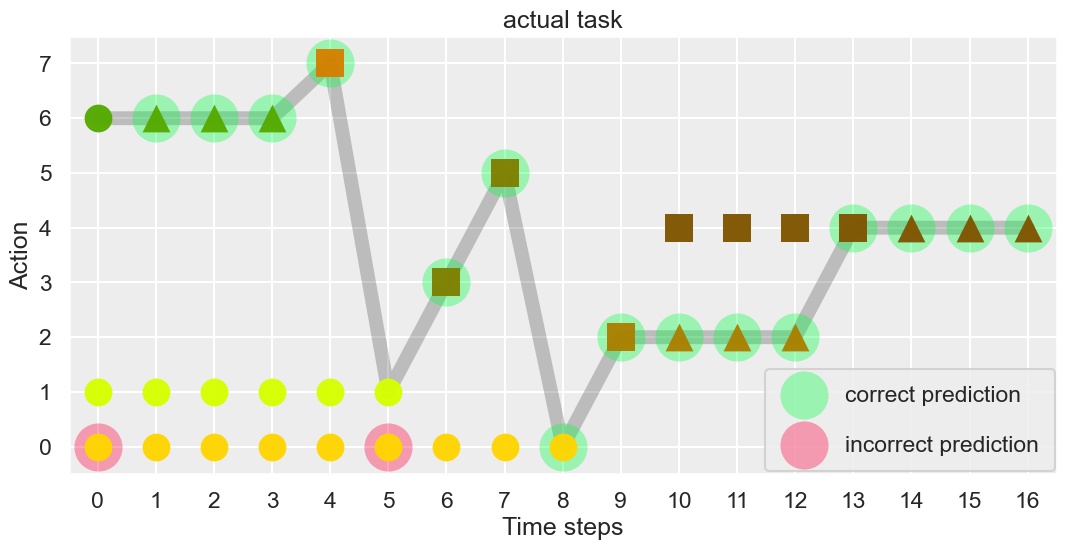 actual task
7
6
5
4
3
2
1
0
Action
correct prediction
incorrect prediction
0 1 2 3 4 5 6 7 8 9 10 11 12 13 14 15 16
Time steps